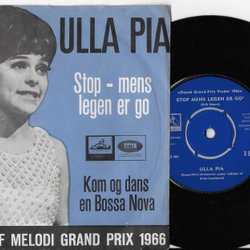 ULLA PIA
Stop - mens
legen er go
Kom og dans
en Bossa Nova
F MELODI GRAND PRIX 1966
STOP MENS LEGEN ER GO'
ULLA PIA